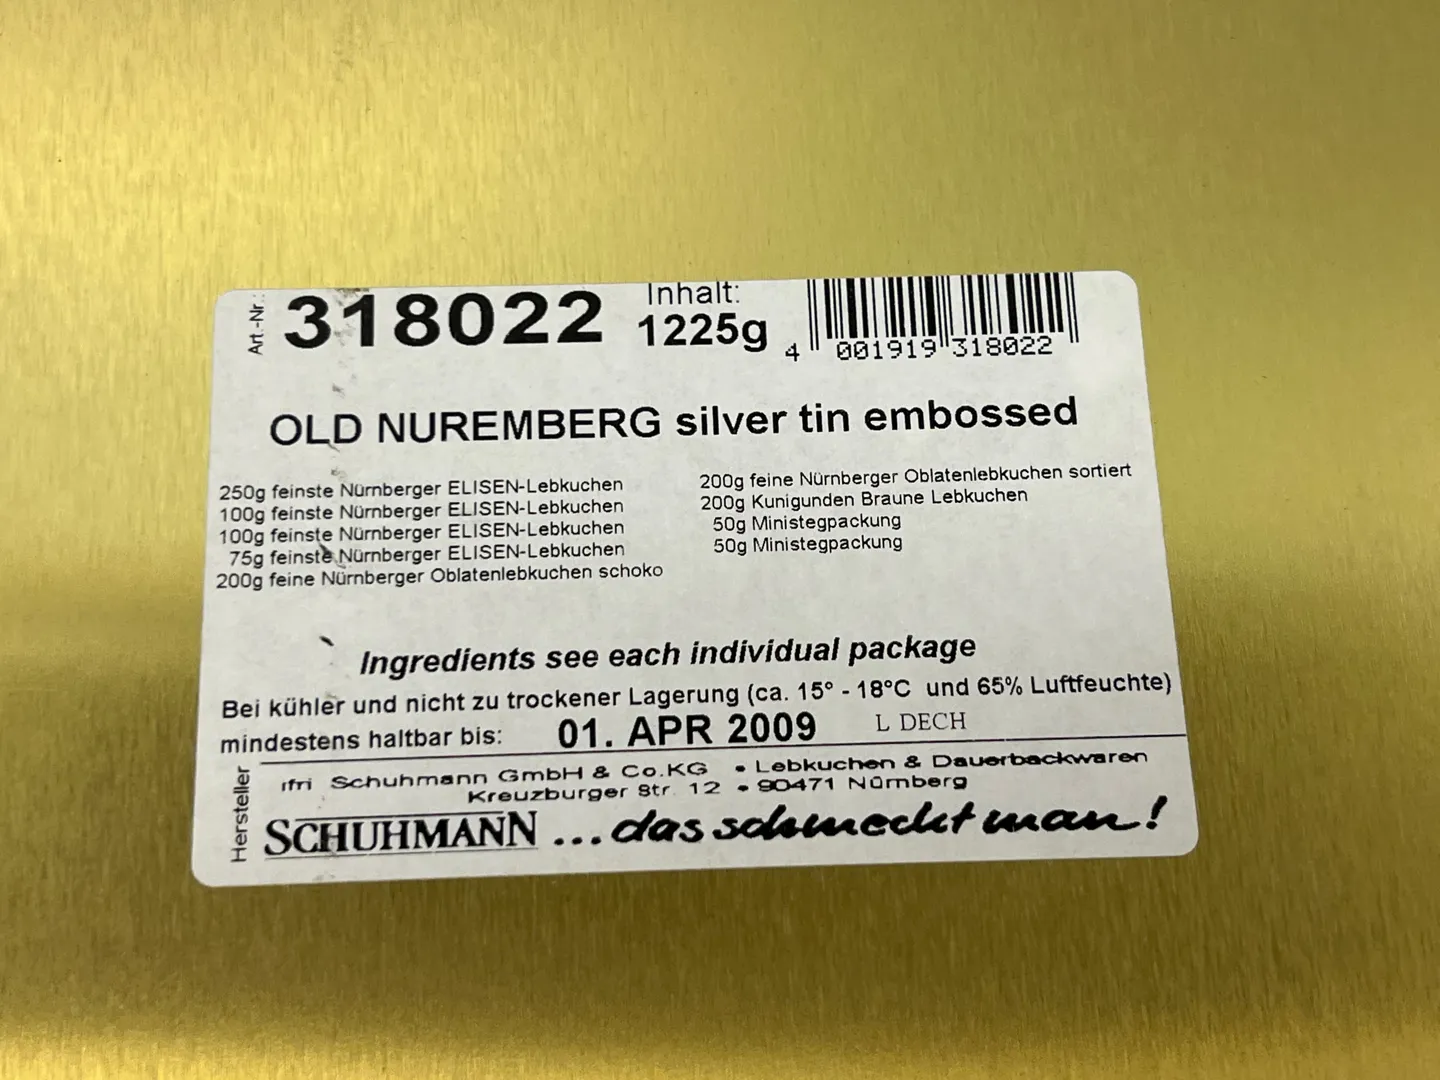 Art.-Nr.: 318022 Inhalt:
1225g
4 001919 318022
OLD NUREMBERG silver tin embossed
250g feinste Nürnberger ELISEN-Lebkuchen
100g feinste Nürnberger ELISEN-Lebkuchen
100g feinste Nürnberger ELISEN-Lebkuchen
75g feinste Nürnberger ELISEN-Lebkuchen
200g feine Nürnberger Oblatenlebkuchen schoko
200g feine Nürnberger Oblatenlebkuchen sortiert
200g Kunigunden Braune Lebkuchen
50g Ministegpackung
50g Ministegpackung
Ingredients see each individual package
Bei kühler und nicht zu trockener Lagerung (ca. 15° - 18°C und 65% Luftfeuchte)
mindestens haltbar bis: 01. APR 2009 L DECH
Hersteller
ifri Schuhmann GmbH & Co.KG • Lebkuchen & Dauerbackwaren
Kreuzburger Str. 12 • 90471 Nürnberg
SCHUHMANN ...das schmeckt man!